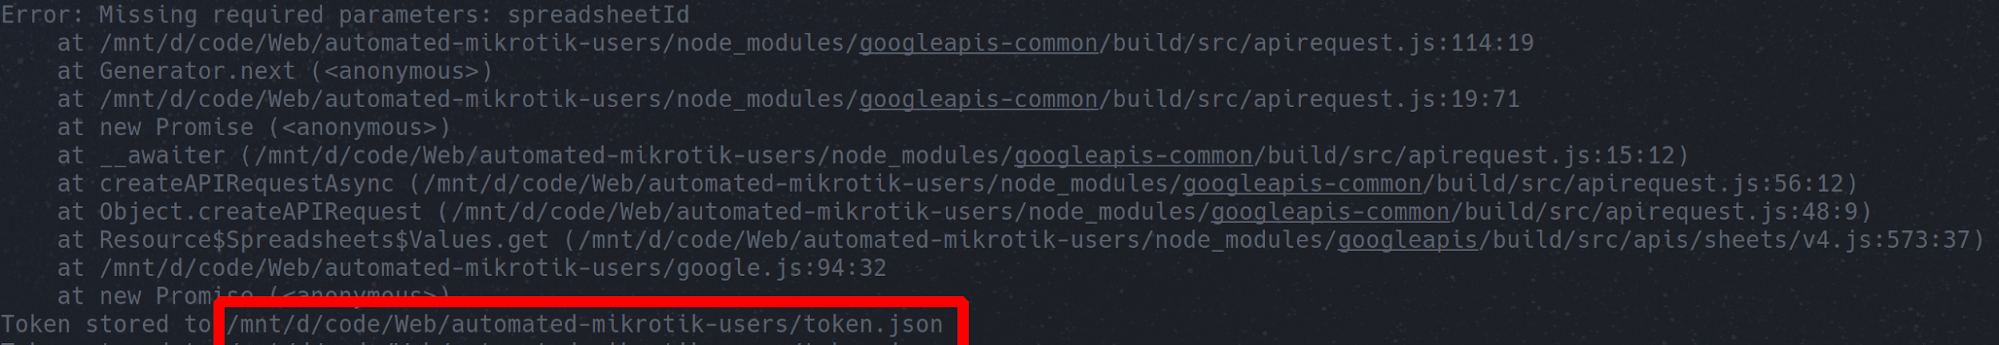 Error: Missing required parameters: spreadsheetId
at /mnt/d/code/Web/automated-mikrotik-users/node_modules/googleapis-common/build/src/apirequest.js:114:19
at Generator.next (<anonymous>)
at /mnt/d/code/Web/automated-mikrotik-users/node_modules/googleapis-common/build/src/apirequest.js:19:71
at new Promise (<anonymous>)
at __awaiter (/mnt/d/code/Web/automated-mikrotik-users/node_modules/googleapis-common/build/src/apirequest.js:15:12)
at createAPIRequestAsync (/mnt/d/code/Web/automated-mikrotik-users/node_modules/googleapis-common/build/src/apirequest.js:56:12)
at Object.createAPIRequest (/mnt/d/code/Web/automated-mikrotik-users/node_modules/googleapis-common/build/src/apirequest.js:48:9)
at Resource$Spreadsheets$Values.get (/mnt/d/code/Web/automated-mikrotik-users/node_modules/googleapis/build/src/apis/sheets/v4.js:573:37)
at /mnt/d/code/Web/automated-mikrotik-users/google.js:94:32
at new Promise (<anonymous>)
Token stored to /mnt/d/code/Web/automated-mikrotik-users/token.json